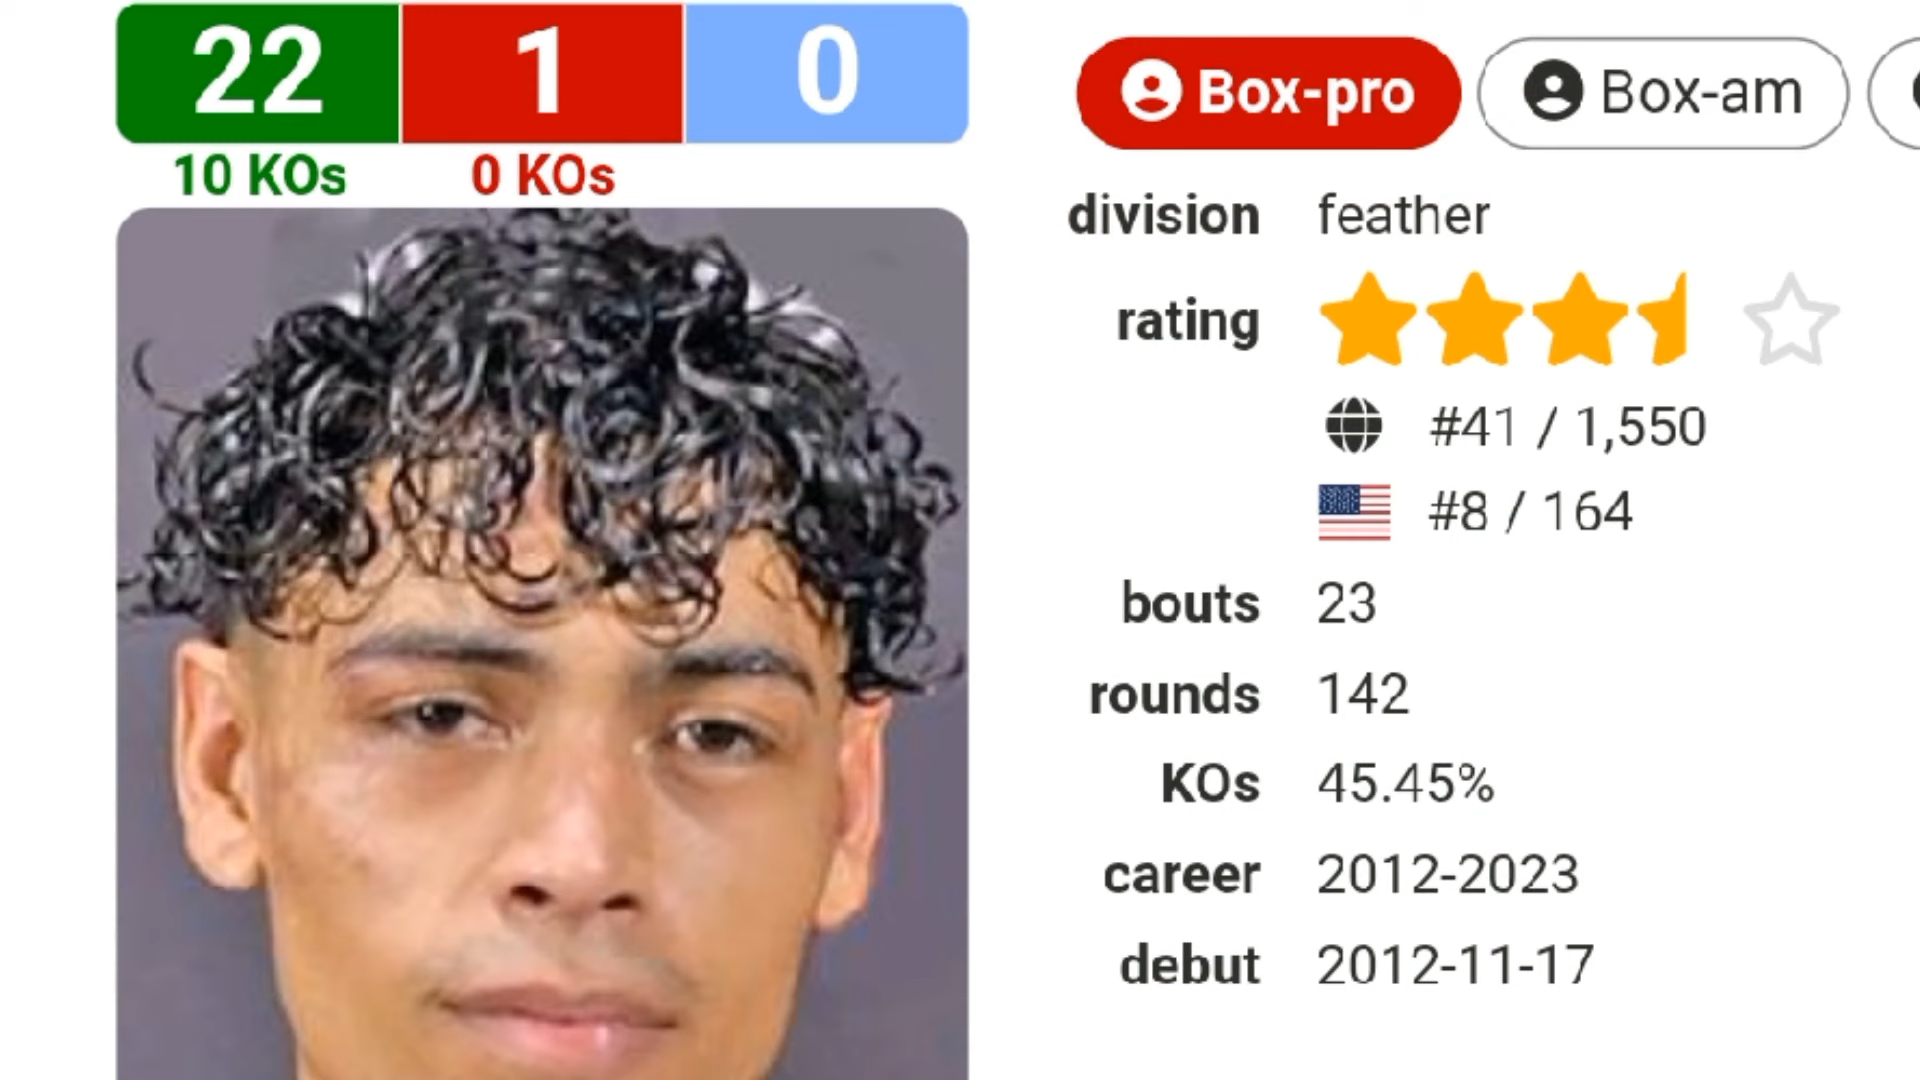 22 1 0
10 KOs 0 KOs
Box-pro Box-am
division feather
rating
#41 / 1,550
#8 / 164
bouts 23
rounds 142
KOs 45.45%
career 2012-2023
debut 2012-11-17